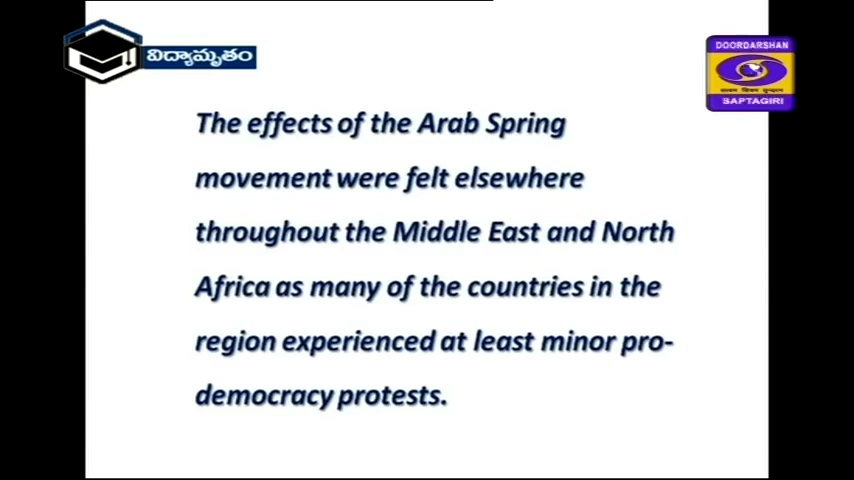 విద్యామృతం
DOORDARSHAN
SAPTAGIRI
The effects of the Arab Spring
movement were felt elsewhere
throughout the Middle East and North
Africa as many of the countries in the
region experienced at least minor pro-
democracy protests.